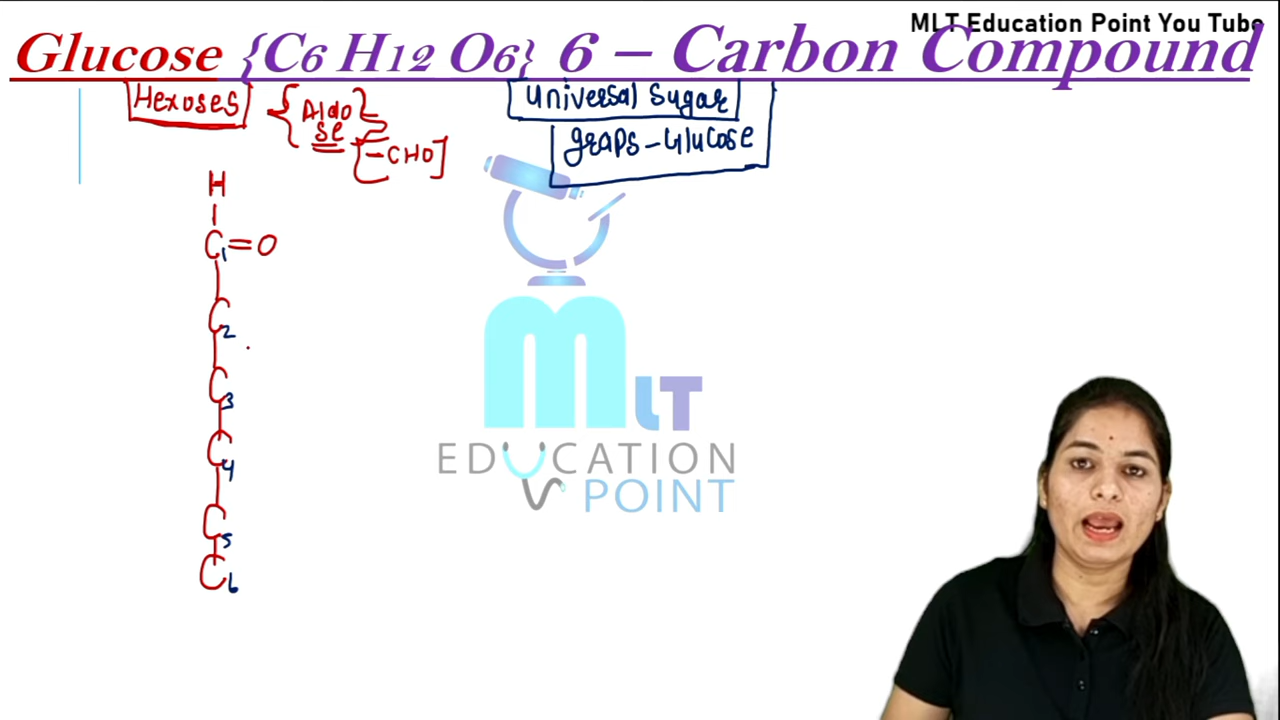 MLT Education Point You Tube
Glucose {C6 H12 O6} 6 – Carbon Compound
Hexoses
{Aldo
se}
[-CHO]
Universal Sugar
graps-Glucose
H
C1=O
C2
C3
C4
C5
C6
MLT
EDUCATION
POINT